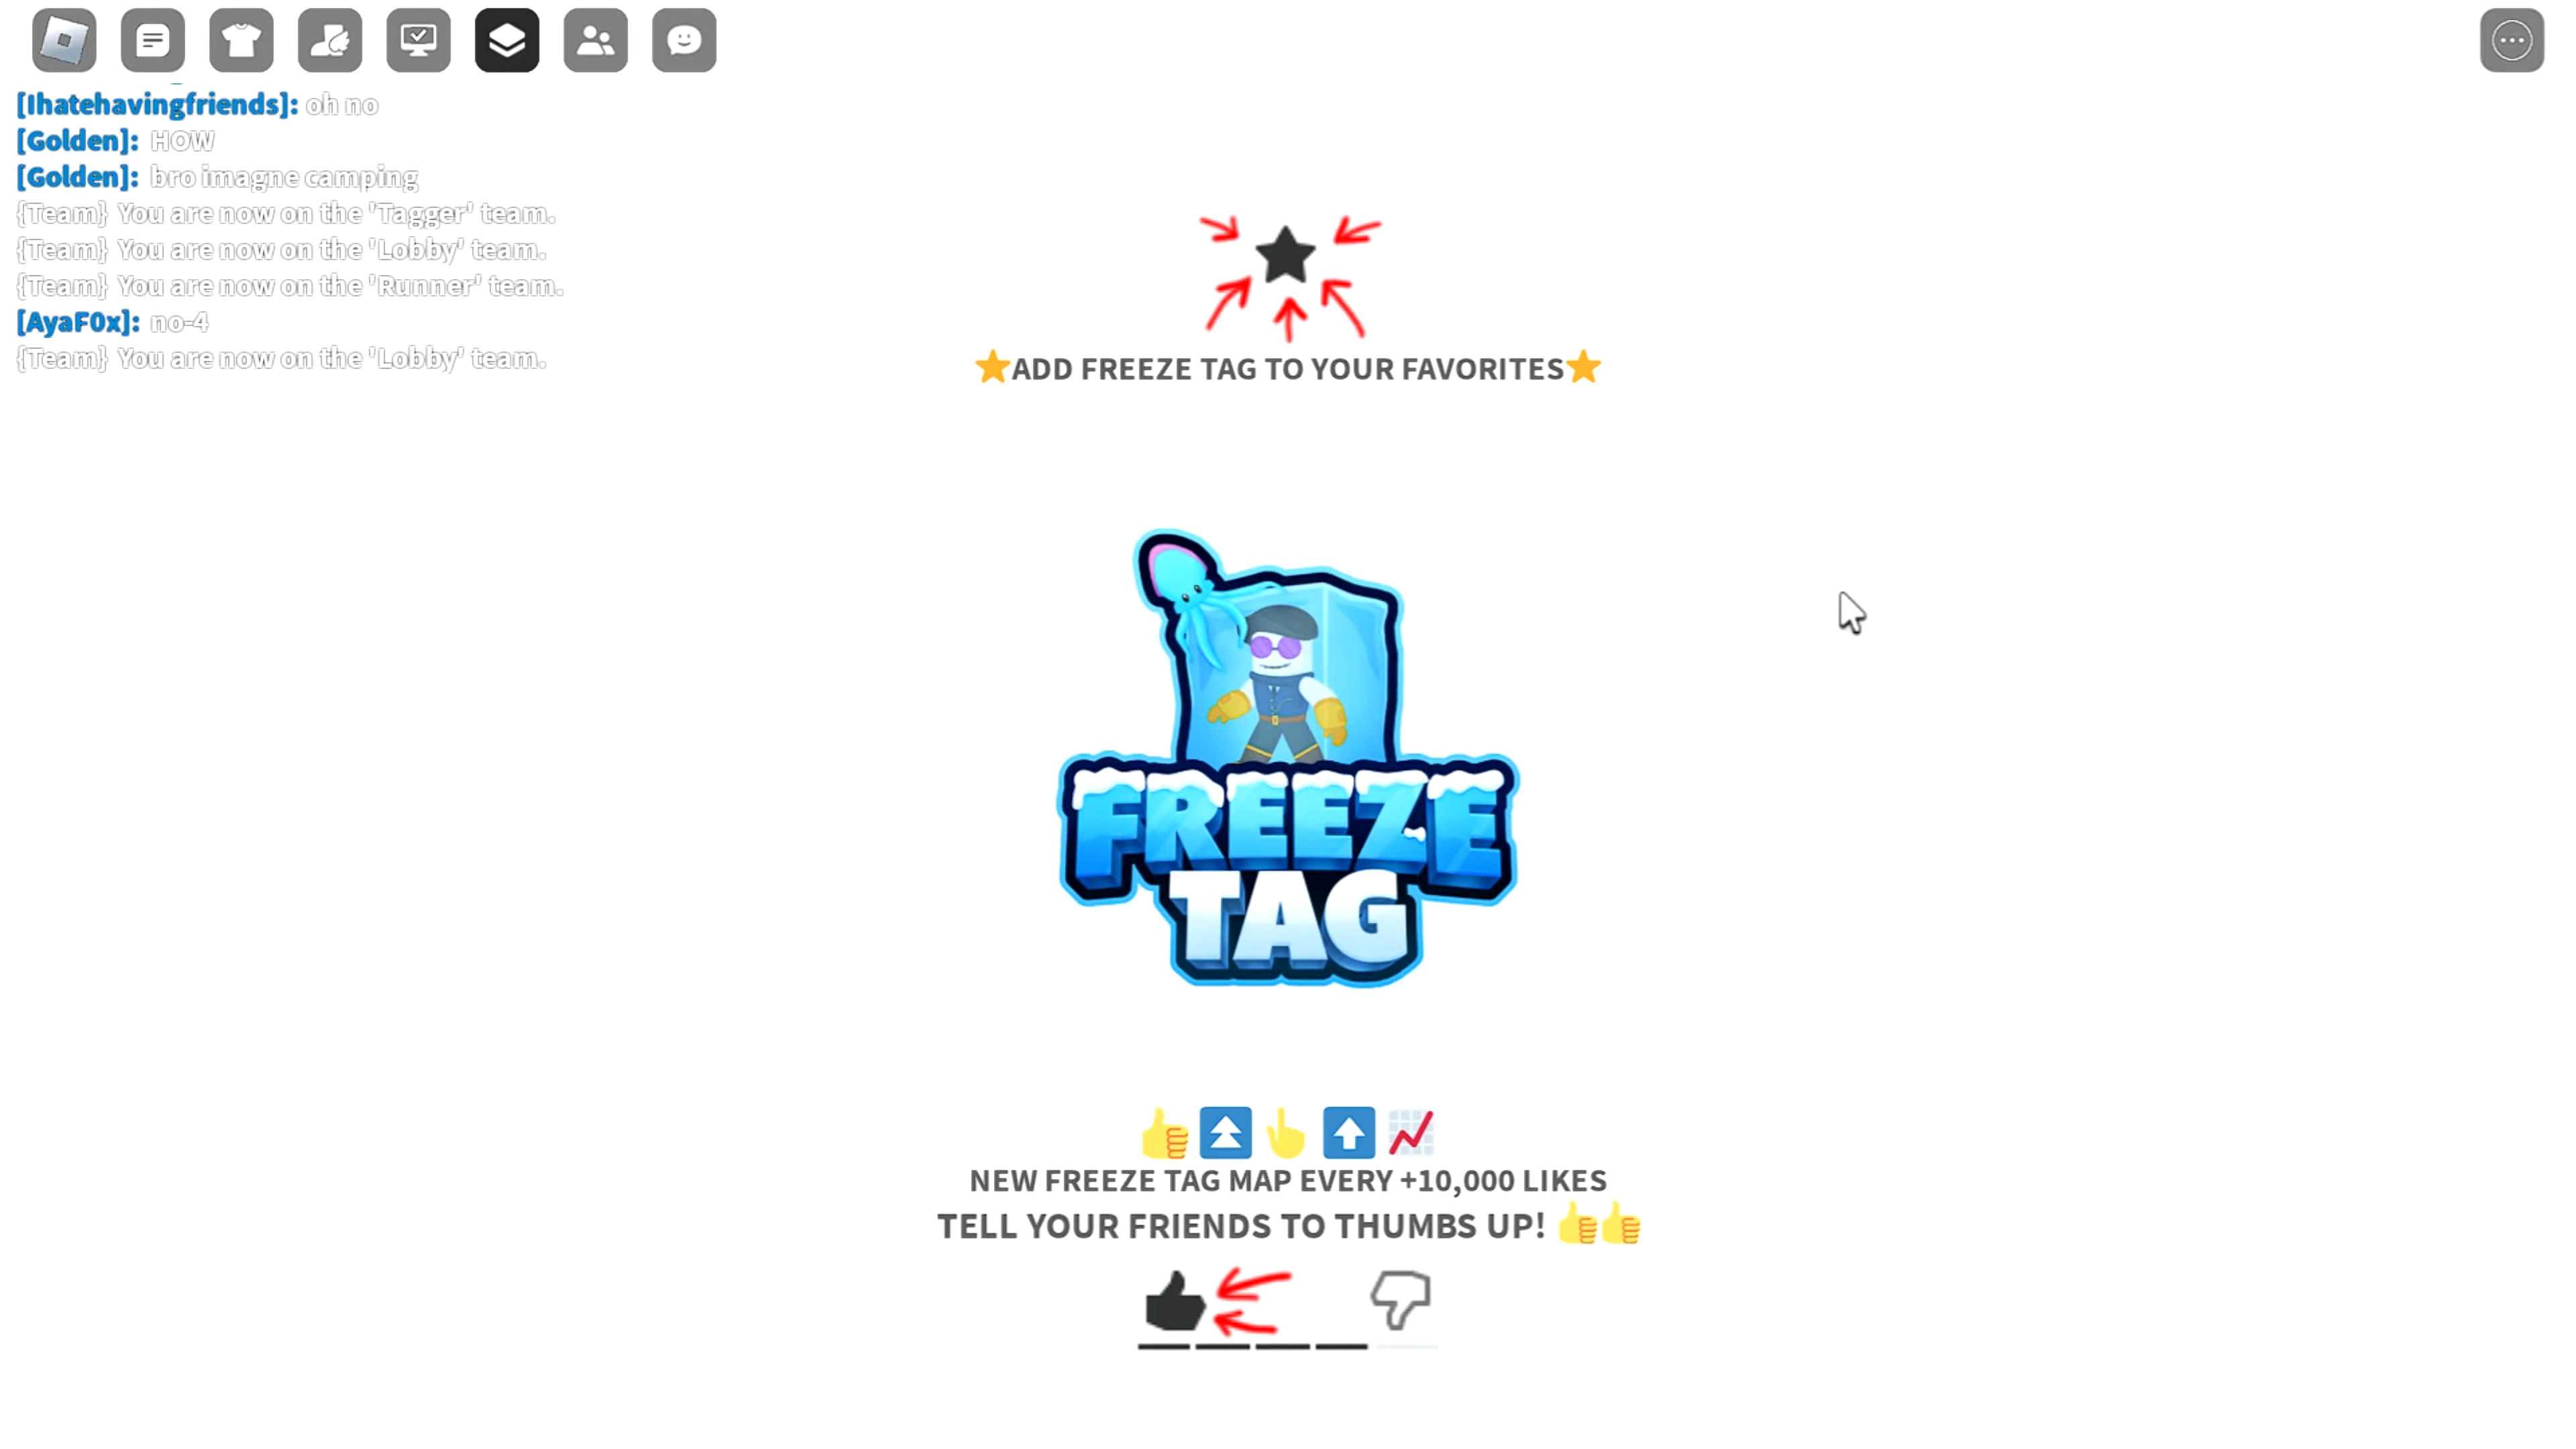 [Ihatehavingfriends]: oh no
[Golden]: HOW
[Golden]: bro imagne camping
{Team} You are now on the 'Tagger' team.
{Team} You are now on the 'Lobby' team.
{Team} You are now on the 'Runner' team.
[AyaF0x]: no-4
{Team} You are now on the 'Lobby' team.
⭐ADD FREEZE TAG TO YOUR FAVORITES⭐
FREEZE
TAG
NEW FREEZE TAG MAP EVERY +10,000 LIKES
TELL YOUR FRIENDS TO THUMBS UP! 👍👍